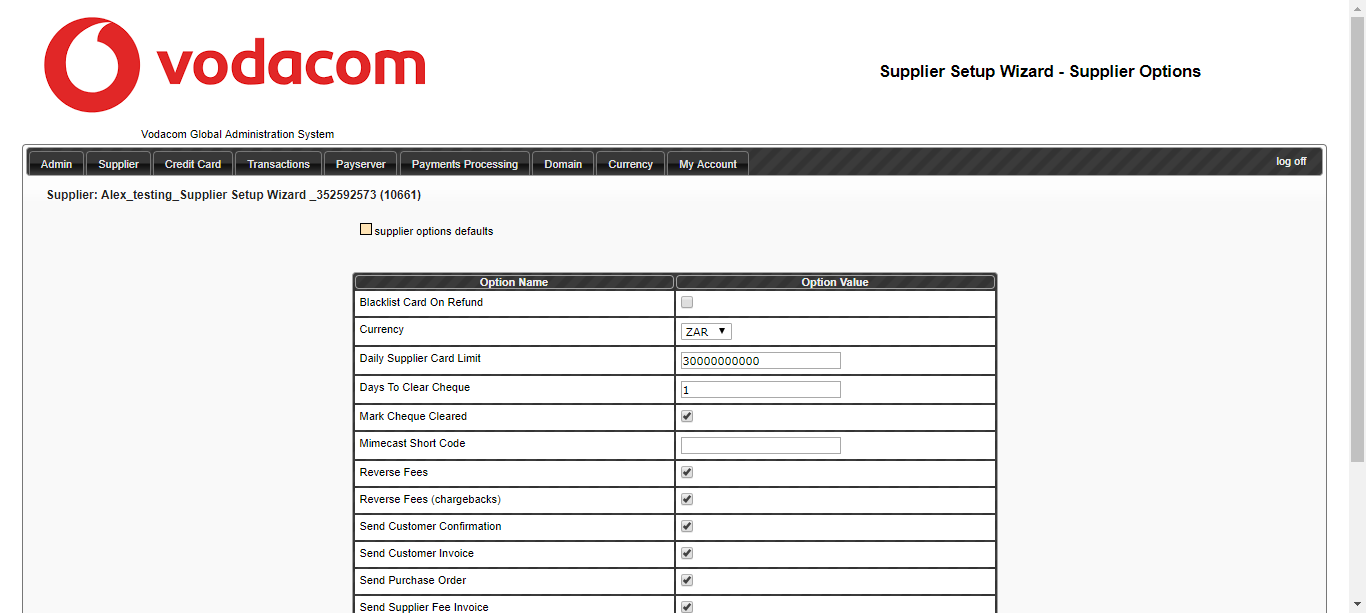 vodacom
Supplier Setup Wizard - Supplier Options
Vodacom Global Administration System
Admin Supplier Credit Card Transactions Payserver Payments Processing Domain Currency My Account log off
Supplier: Alex_testing_Supplier Setup Wizard _352592573 (10661)
supplier options defaults
Option Name Option Value
Blacklist Card On Refund
Currency ZAR
Daily Supplier Card Limit 30000000000
Days To Clear Cheque 1
Mark Cheque Cleared
Mimecast Short Code
Reverse Fees
Reverse Fees (chargebacks)
Send Customer Confirmation
Send Customer Invoice
Send Purchase Order
Send Supplier Fee Invoice